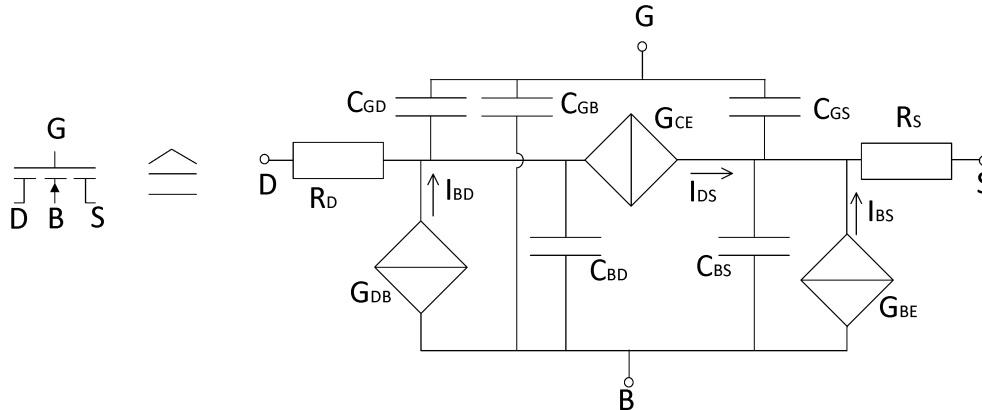 G
C_GD
C_GB
G_CE
C_GS
R_S
G
D
B
S
D
R_D
I_BD
I_DS
I_BS
S
G_DB
C_BD
C_BS
G_BE
B